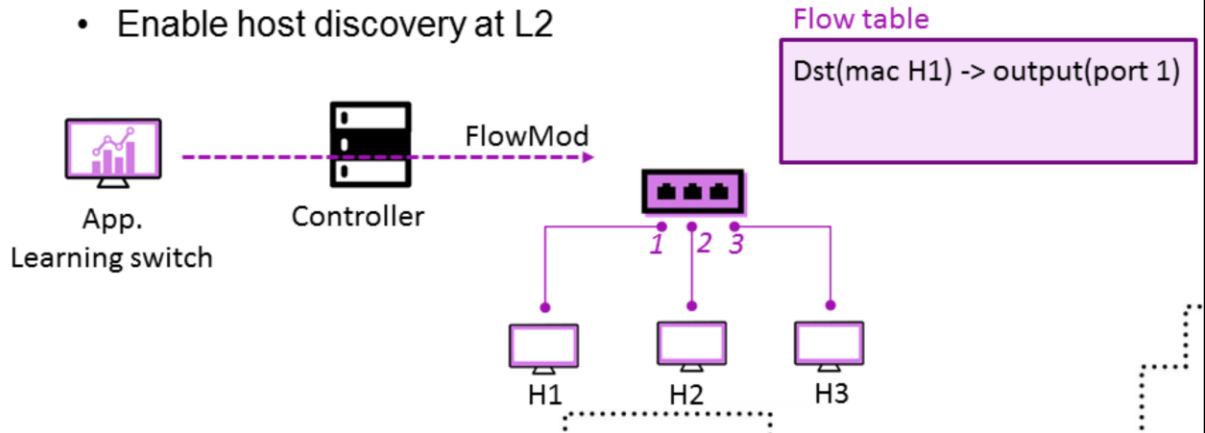 • Enable host discovery at L2
Flow table
Dst(mac H1) -> output(port 1)
FlowMod
App.
Learning switch
Controller
1 2 3
H1
H2
H3